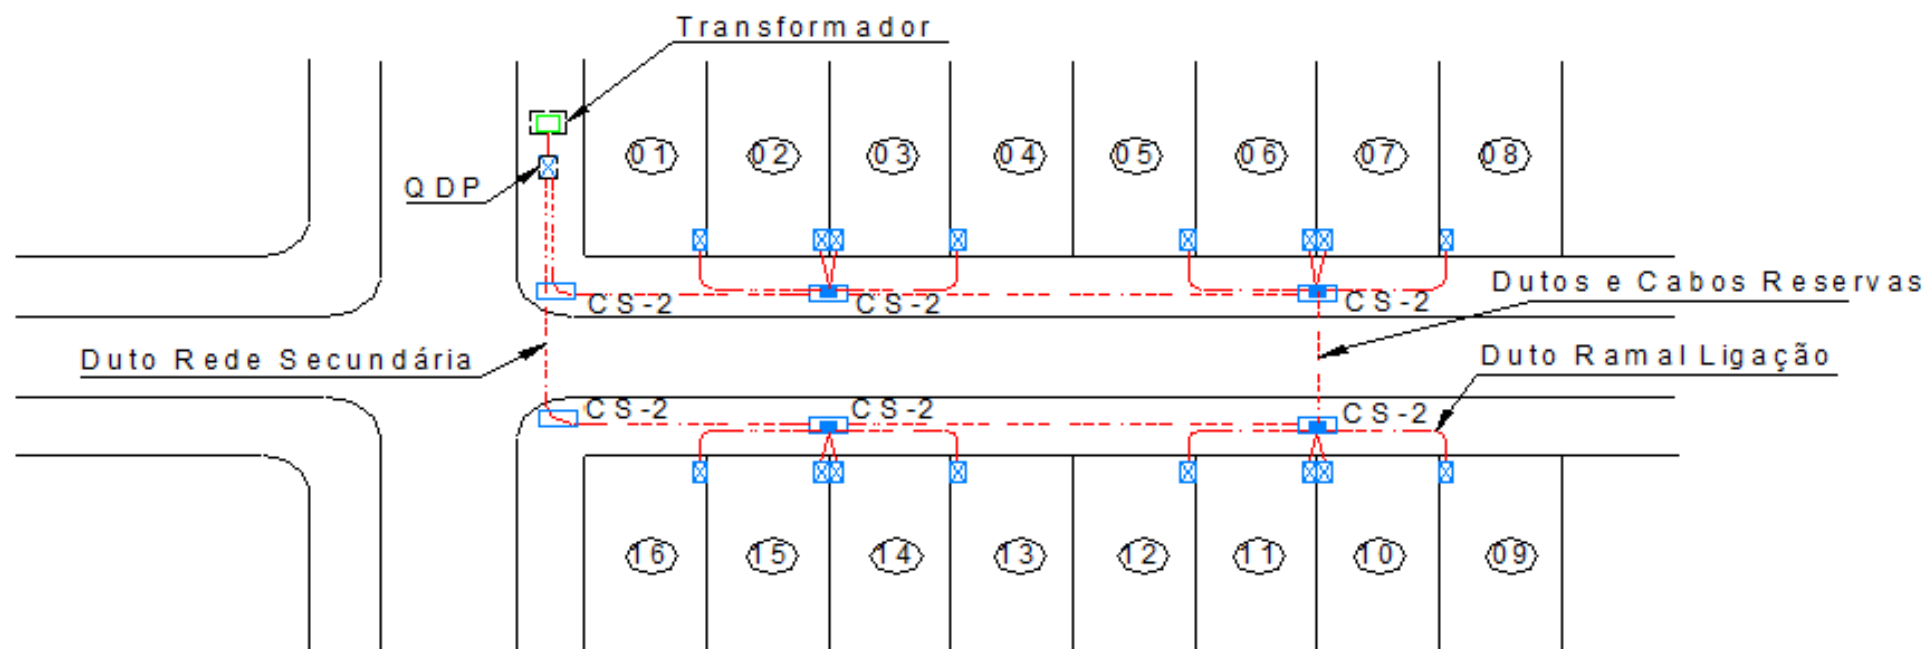 Transformador
01 02 03 04 05 06 07 08
QDP
Dutos e Cabos Reservas
CS-2 CS-2 CS-2
Duto Rede Secundária
Duto Ramal Ligação
CS-2 CS-2 CS-2
16 15 14 13 12 11 10 09